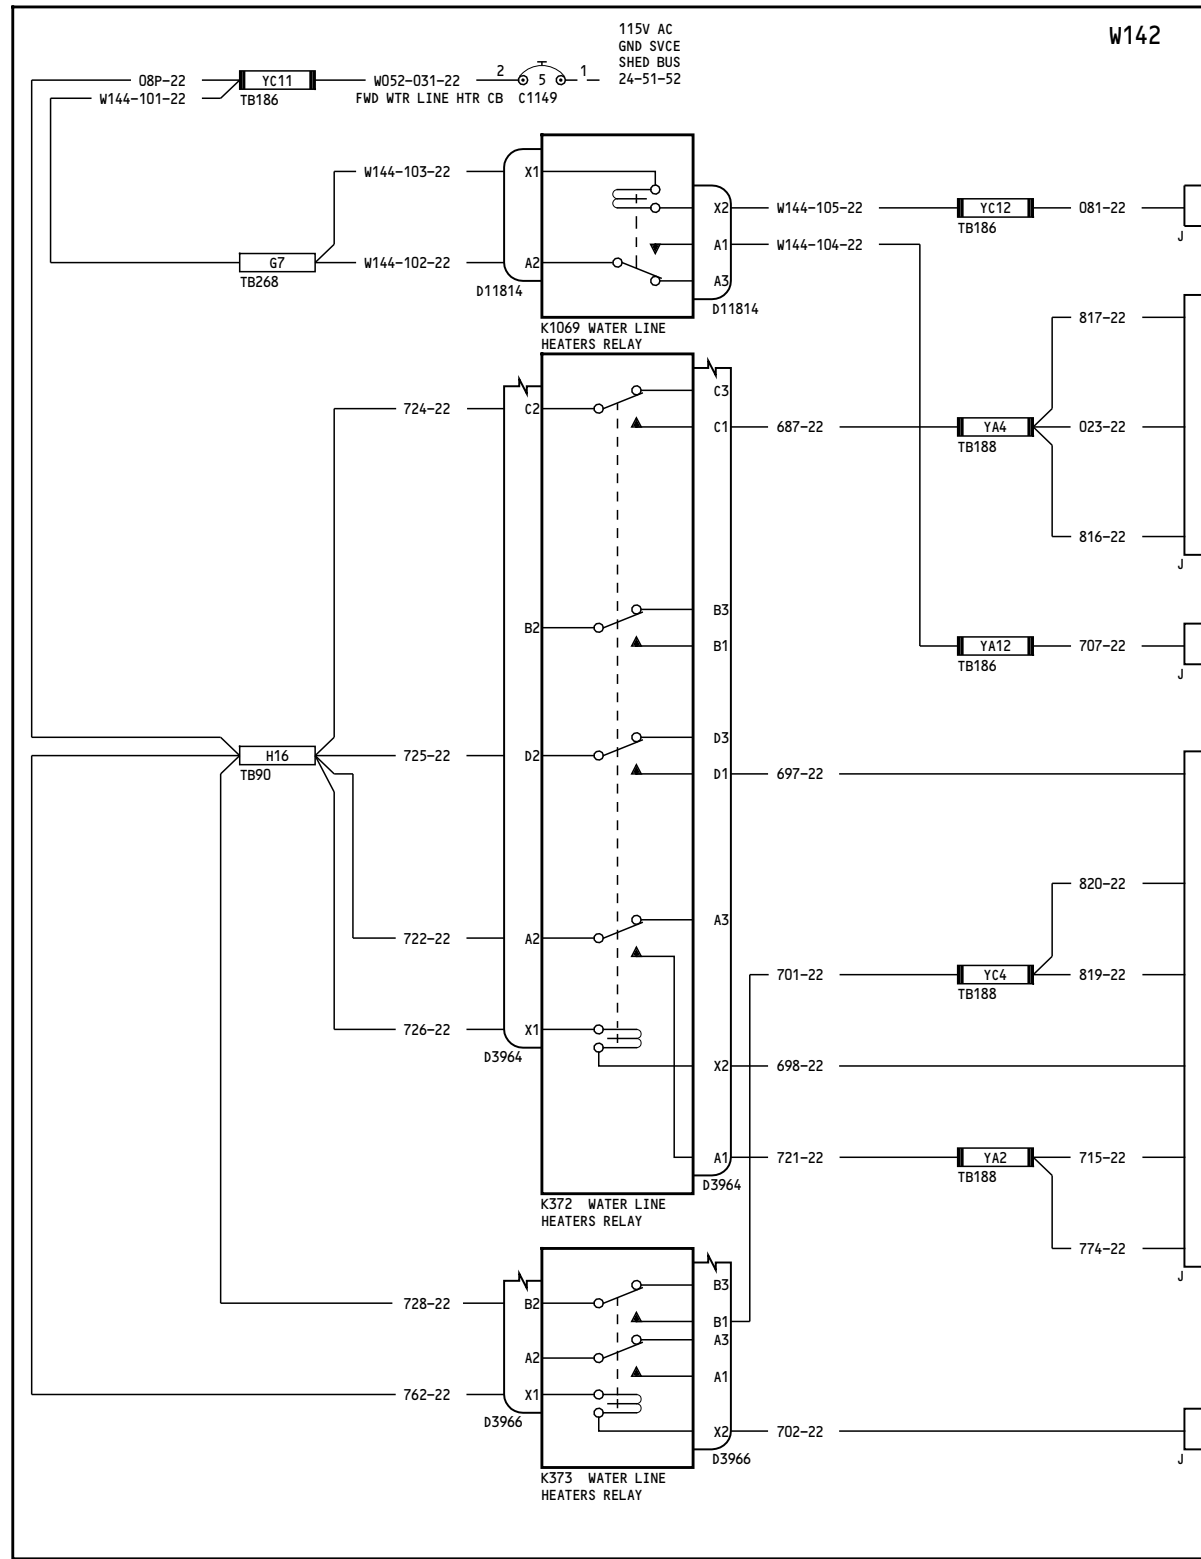 W142
115V AC
GND SVCE
SHED BUS
24-51-52
08P-22
YC11
TB186
W052-031-22
2
5
1
FWD WTR LINE HTR CB C1149
W144-101-22
W144-103-22
X1
X2
W144-105-22
YC12
TB186
081-22
J
A1
W144-104-22
G7
TB268
W144-102-22
A2
A3
D11814
D11814
K1069 WATER LINE
HEATERS RELAY
817-22
C3
724-22
C2
C1
687-22
YA4
TB188
023-22
816-22
J
B3
B2
B1
YA12
TB186
707-22
J
D3
H16
TB90
725-22
D2
D1
697-22
820-22
A3
722-22
A2
701-22
YC4
TB188
819-22
726-22
X1
D3964
X2
698-22
A1
721-22
YA2
TB188
715-22
D3964
K372 WATER LINE
HEATERS RELAY
774-22
J
B3
728-22
B2
B1
A3
A2
A1
762-22
X1
D3966
X2
702-22
D3966
J
K373 WATER LINE
HEATERS RELAY